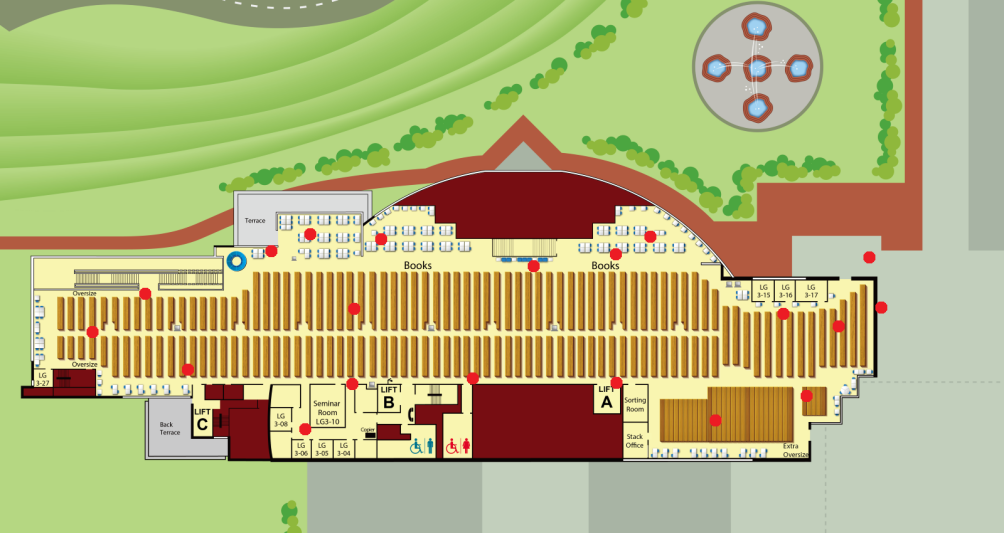 Terrace
Books
Books
Oversize
LG
3-15
LG
3-16
LG
3-17
Oversize
LG
3-27
LIFT
C
Back
Terrace
LG
3-08
Seminar
Room
LG3-10
LIFT
B
Copier
LG
3-06
LG
3-05
LG
3-04
LIFT
A
Sorting
Room
Stack
Office
Extra
Oversize